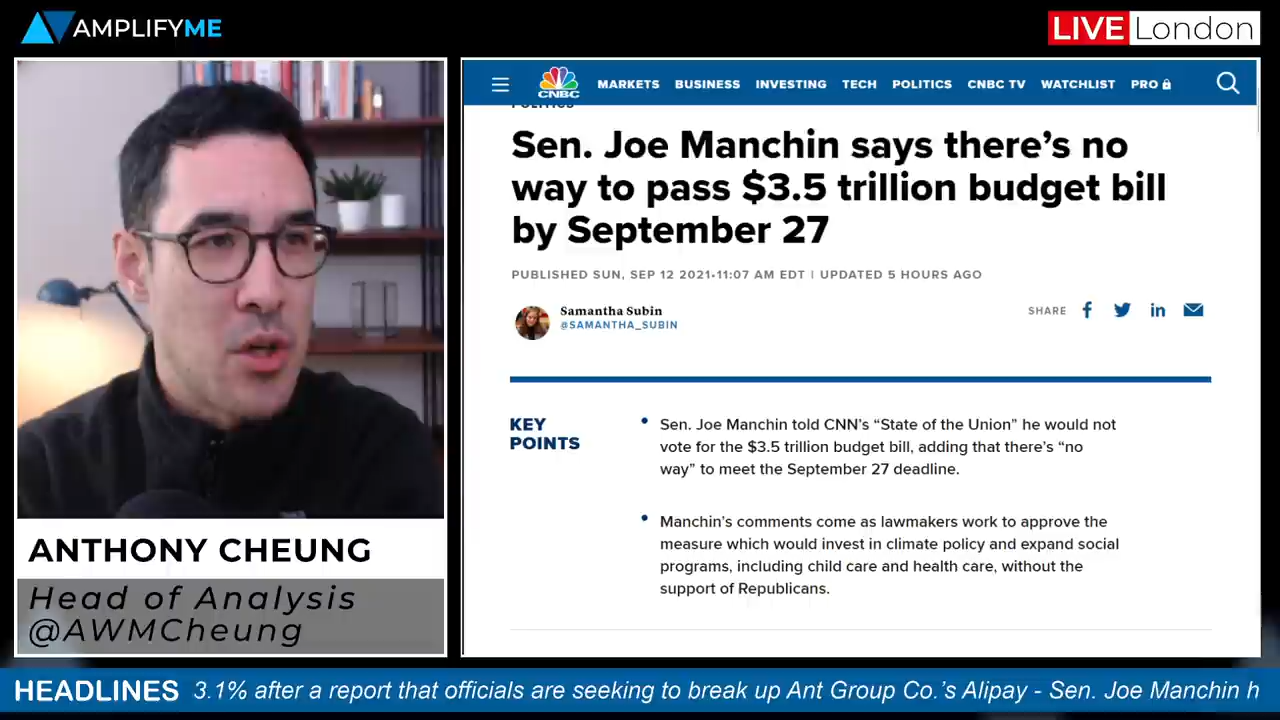 AMPLIFYME
LIVE London
CNBC
MARKETS BUSINESS INVESTING TECH POLITICS CNBC TV WATCHLIST PRO
POLITICS
Sen. Joe Manchin says there’s no
way to pass $3.5 trillion budget bill
by September 27
PUBLISHED SUN, SEP 12 2021•11:07 AM EDT | UPDATED 5 HOURS AGO
Samantha Subin
@SAMANTHA_SUBIN
SHARE
KEY
POINTS
• Sen. Joe Manchin told CNN’s “State of the Union” he would not
vote for the $3.5 trillion budget bill, adding that there’s “no
way” to meet the September 27 deadline.
• Manchin’s comments come as lawmakers work to approve the
measure which would invest in climate policy and expand social
programs, including child care and health care, without the
support of Republicans.
ANTHONY CHEUNG
Head of Analysis
@AWMCheung
HEADLINES 3.1% after a report that officials are seeking to break up Ant Group Co.’s Alipay - Sen. Joe Manchin h